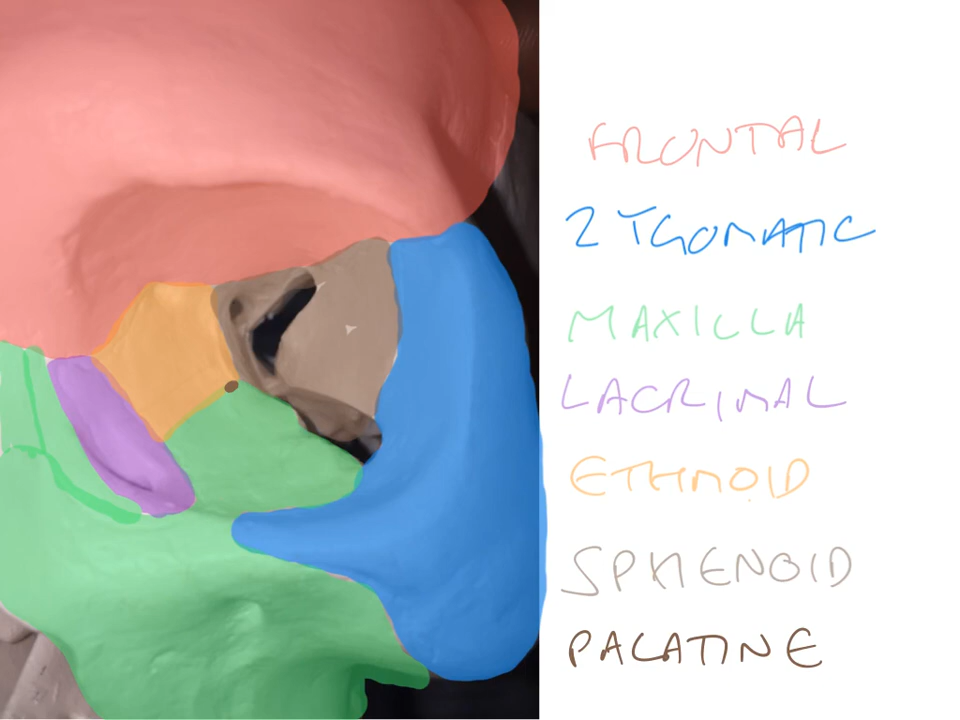 FRONTAL
ZYGOMATIC
MAXILLA
LACRIMAL
ETHMOID
SPHENOID
PALATINE